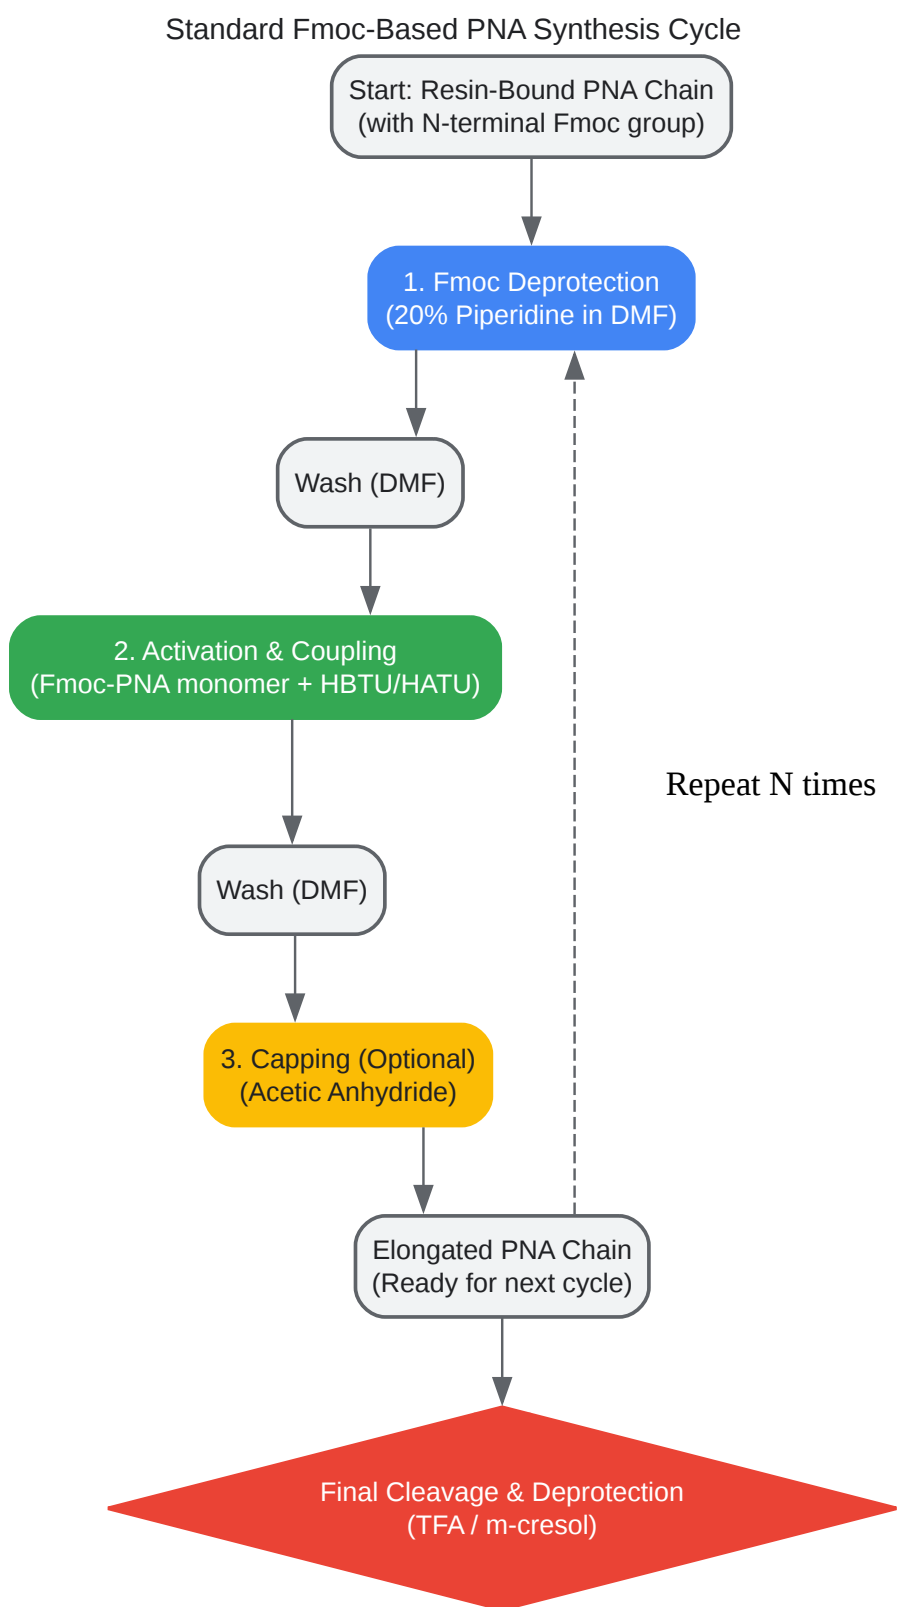 Standard Fmoc-Based PNA Synthesis Cycle
Start: Resin-Bound PNA Chain
(with N-terminal Fmoc group)
1. Fmoc Deprotection
(20% Piperidine in DMF)
Wash (DMF)
2. Activation & Coupling
(Fmoc-PNA monomer + HBTU/HATU)
Repeat N times
Wash (DMF)
3. Capping (Optional)
(Acetic Anhydride)
Elongated PNA Chain
(Ready for next cycle)
Final Cleavage & Deprotection
(TFA / m-cresol)